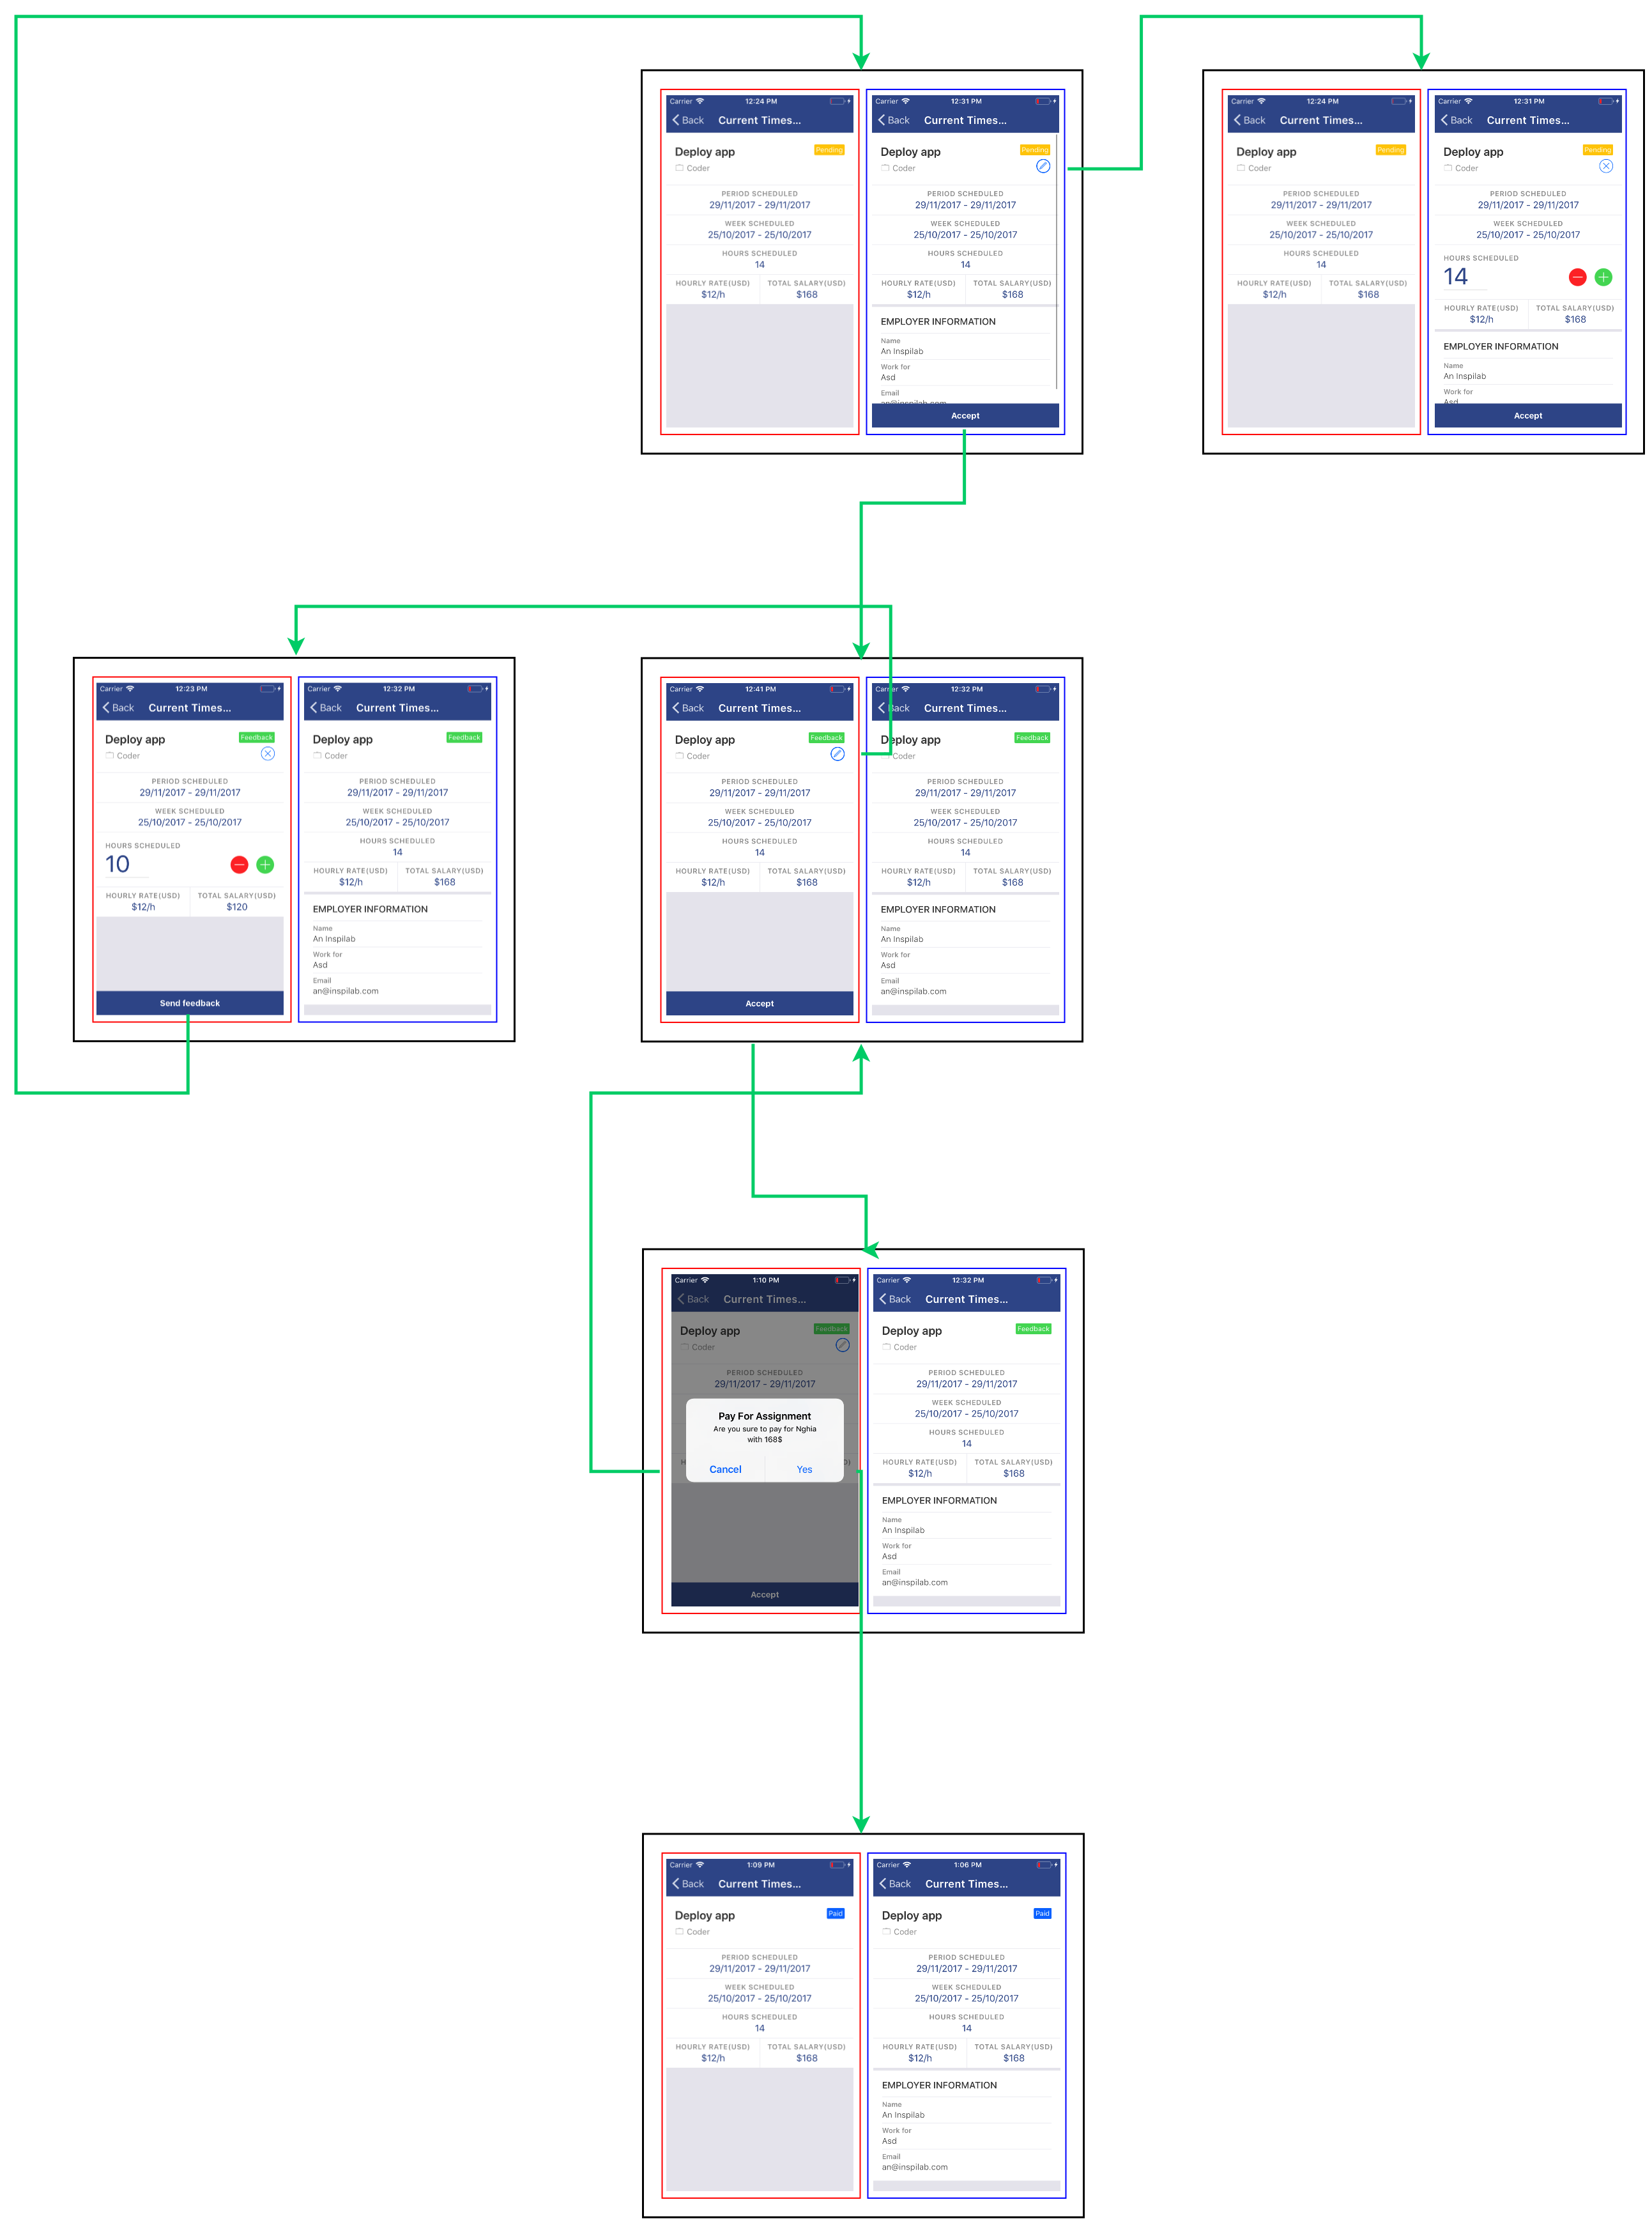 Carrier 12:24 PM
Back Current Times...
Deploy app Pending
Coder
PERIOD SCHEDULED
29/11/2017 - 29/11/2017
WEEK SCHEDULED
25/10/2017 - 25/10/2017
HOURS SCHEDULED
14
HOURLY RATE(USD) TOTAL SALARY(USD)
$12/h $168
Carrier 12:31 PM
Back Current Times...
Deploy app Pending
Coder
PERIOD SCHEDULED
29/11/2017 - 29/11/2017
WEEK SCHEDULED
25/10/2017 - 25/10/2017
HOURS SCHEDULED
14
HOURLY RATE(USD) TOTAL SALARY(USD)
$12/h $168
EMPLOYER INFORMATION
Name
An Inspilab
Work for
Asd
Email
an@inspilab.com
Accept
Carrier 12:24 PM
Back Current Times...
Deploy app Pending
Coder
PERIOD SCHEDULED
29/11/2017 - 29/11/2017
WEEK SCHEDULED
25/10/2017 - 25/10/2017
HOURS SCHEDULED
14
HOURLY RATE(USD) TOTAL SALARY(USD)
$12/h $168
Carrier 12:31 PM
Back Current Times...
Deploy app Pending
Coder
PERIOD SCHEDULED
29/11/2017 - 29/11/2017
WEEK SCHEDULED
25/10/2017 - 25/10/2017
HOURS SCHEDULED
14
HOURLY RATE(USD) TOTAL SALARY(USD)
$12/h $168
EMPLOYER INFORMATION
Name
An Inspilab
Work for
Asd
Accept
Carrier 12:23 PM
Back Current Times...
Deploy app Feedback
Coder
PERIOD SCHEDULED
29/11/2017 - 29/11/2017
WEEK SCHEDULED
25/10/2017 - 25/10/2017
HOURS SCHEDULED
10
HOURLY RATE(USD) TOTAL SALARY(USD)
$12/h $120
Send feedback
Carrier 12:32 PM
Back Current Times...
Deploy app Feedback
Coder
PERIOD SCHEDULED
29/11/2017 - 29/11/2017
WEEK SCHEDULED
25/10/2017 - 25/10/2017
HOURS SCHEDULED
14
HOURLY RATE(USD) TOTAL SALARY(USD)
$12/h $168
EMPLOYER INFORMATION
Name
An Inspilab
Work for
Asd
Email
an@inspilab.com
Carrier 12:41 PM
Back Current Times...
Deploy app Feedback
Coder
PERIOD SCHEDULED
29/11/2017 - 29/11/2017
WEEK SCHEDULED
25/10/2017 - 25/10/2017
HOURS SCHEDULED
14
HOURLY RATE(USD) TOTAL SALARY(USD)
$12/h $168
Accept
Carrier 12:32 PM
Back Current Times...
Deploy app Feedback
Coder
PERIOD SCHEDULED
29/11/2017 - 29/11/2017
WEEK SCHEDULED
25/10/2017 - 25/10/2017
HOURS SCHEDULED
14
HOURLY RATE(USD) TOTAL SALARY(USD)
$12/h $168
EMPLOYER INFORMATION
Name
An Inspilab
Work for
Asd
Email
an@inspilab.com
Carrier 1:10 PM
Back Current Times...
Deploy app Feedback
Coder
PERIOD SCHEDULED
29/11/2017 - 29/11/2017
Pay For Assignment
Are you sure to pay for Nghia
with 168$
Cancel Yes
Accept
Carrier 12:32 PM
Back Current Times...
Deploy app Feedback
Coder
PERIOD SCHEDULED
29/11/2017 - 29/11/2017
WEEK SCHEDULED
25/10/2017 - 25/10/2017
HOURS SCHEDULED
14
HOURLY RATE(USD) TOTAL SALARY(USD)
$12/h $168
EMPLOYER INFORMATION
Name
An Inspilab
Work for
Asd
Email
an@inspilab.com
Carrier 1:09 PM
Back Current Times...
Deploy app Paid
Coder
PERIOD SCHEDULED
29/11/2017 - 29/11/2017
WEEK SCHEDULED
25/10/2017 - 25/10/2017
HOURS SCHEDULED
14
HOURLY RATE(USD) TOTAL SALARY(USD)
$12/h $168
Carrier 1:06 PM
Back Current Times...
Deploy app Paid
Coder
PERIOD SCHEDULED
29/11/2017 - 29/11/2017
WEEK SCHEDULED
25/10/2017 - 25/10/2017
HOURS SCHEDULED
14
HOURLY RATE(USD) TOTAL SALARY(USD)
$12/h $168
EMPLOYER INFORMATION
Name
An Inspilab
Work for
Asd
Email
an@inspilab.com